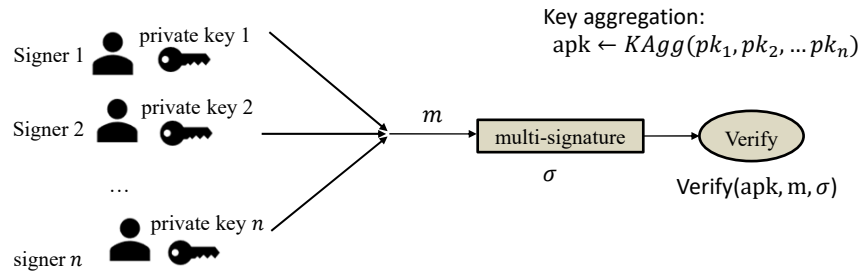 Key aggregation:
apk ← KAgg(pk₁, pk₂, … pkₙ)
private key 1
Signer 1
private key 2
Signer 2
m
multi-signature
Verify
σ
Verify(apk, m, σ)
…
private key n
signer n